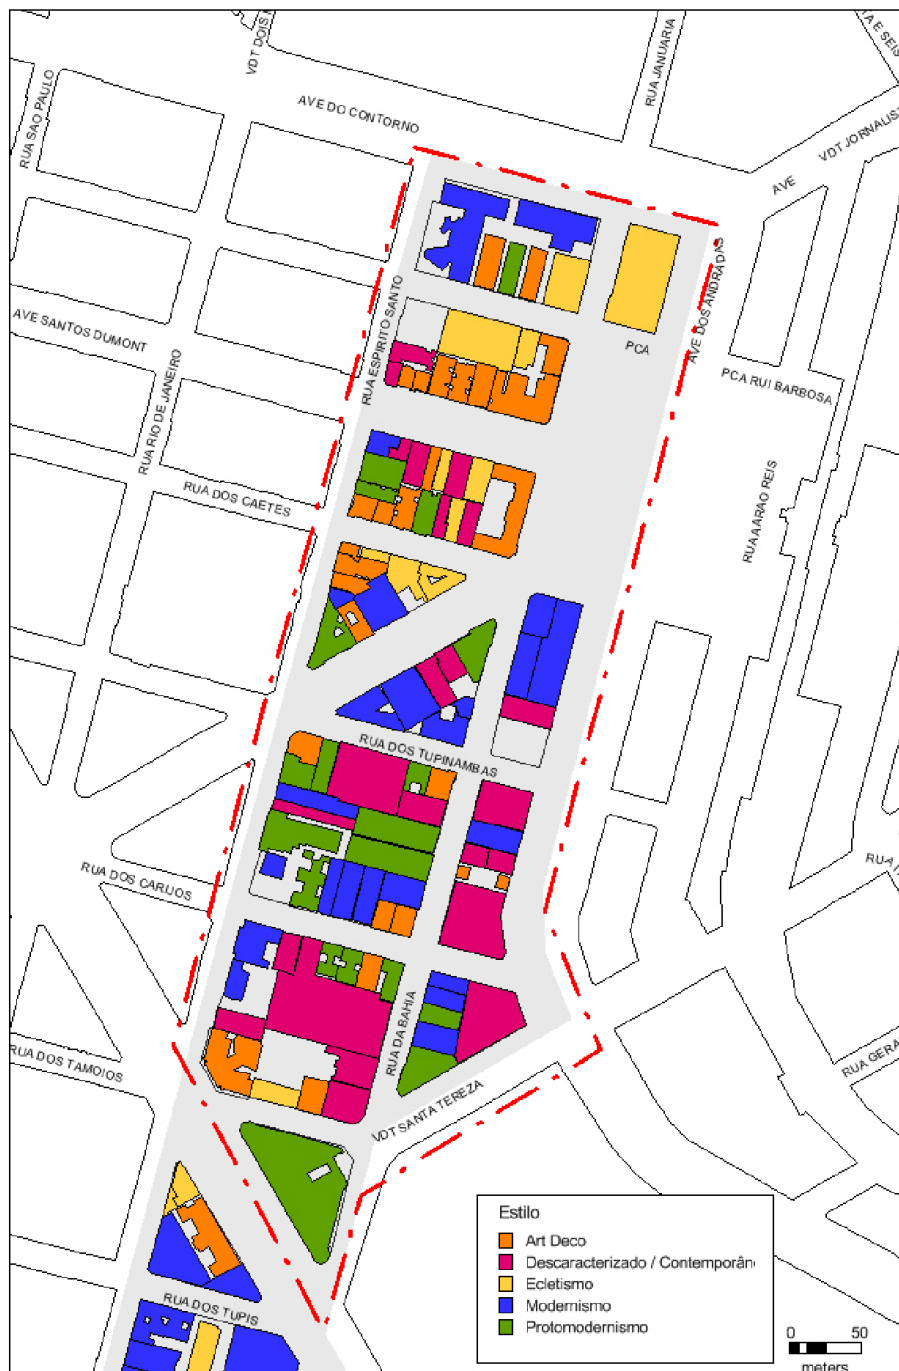 VDT DOIS
RUA JANUARIA
RUA SAO PAULO
AVE DO CONTORNO
VDT JORNALIS
AVE
AVE DOS ANDRADAS
RUA ESPIRITO SANTO
AVE SANTOS DUMONT
PCA
RUA RIO DE JANEIRO
PCA RUI BARBOSA
RUA DOS CAETES
RUA AARAO REIS
RUA DOS TUPINAMBAS
RUA DOS CARIJOS
RUA DA BAHIA
RUA DOS TAMOIOS
RUA GERA
VDT SANTA TEREZA
RUA DOS TUPIS
Estilo
Art Deco
Descaracterizado / Contemporân
Ecletismo
Modernismo
Protomodernismo
0 50
meters